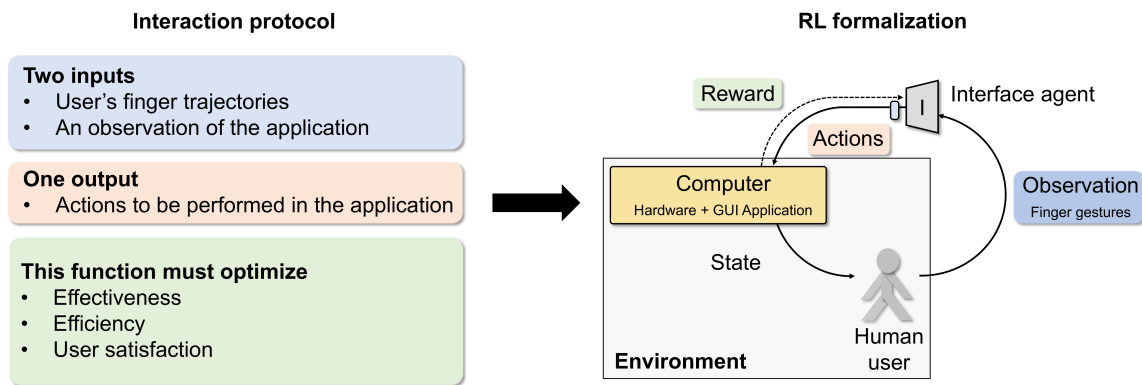 Interaction protocol
Two inputs
• User's finger trajectories
• An observation of the application
One output
• Actions to be performed in the application
This function must optimize
• Effectiveness
• Efficiency
• User satisfaction
RL formalization
Reward
I
Interface agent
Actions
Computer
Hardware + GUI Application
Observation
Finger gestures
State
Human
user
Environment